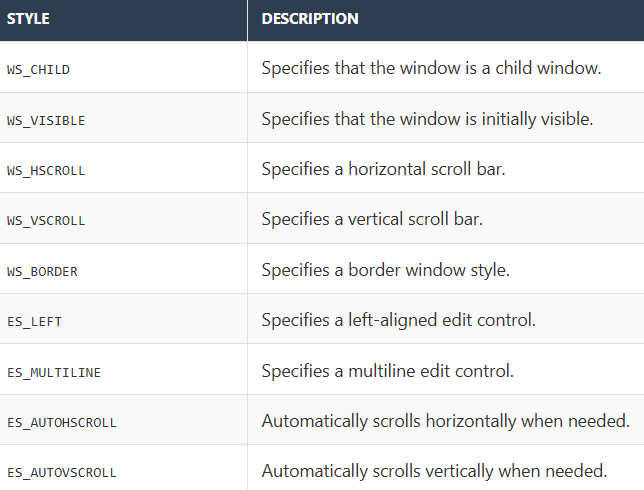 STYLE DESCRIPTION
WS_CHILD Specifies that the window is a child window.
WS_VISIBLE Specifies that the window is initially visible.
WS_HSCROLL Specifies a horizontal scroll bar.
WS_VSCROLL Specifies a vertical scroll bar.
WS_BORDER Specifies a border window style.
ES_LEFT Specifies a left-aligned edit control.
ES_MULTILINE Specifies a multiline edit control.
ES_AUTOHSCROLL Automatically scrolls horizontally when needed.
ES_AUTOVSCROLL Automatically scrolls vertically when needed.